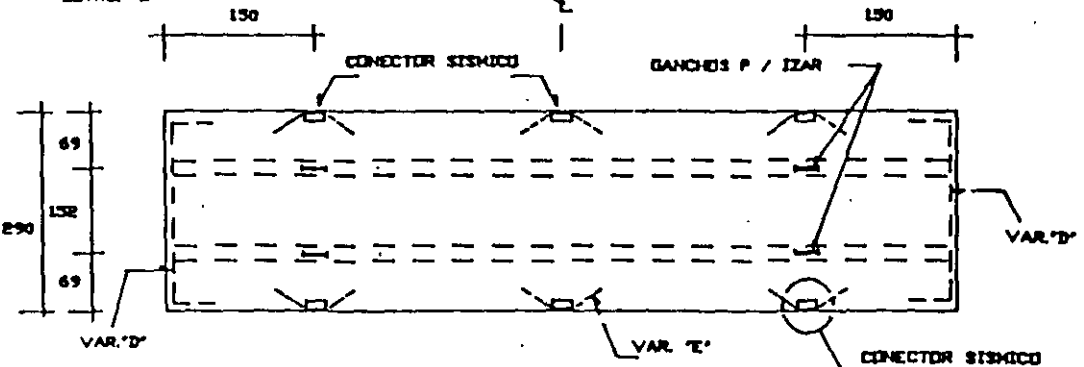 150
150
CONECTOR SISMICO
GANCHOS P / IZAR
69
152
290
69
VAR."D"
VAR."D"
VAR. "E"
CONECTOR SISMICO